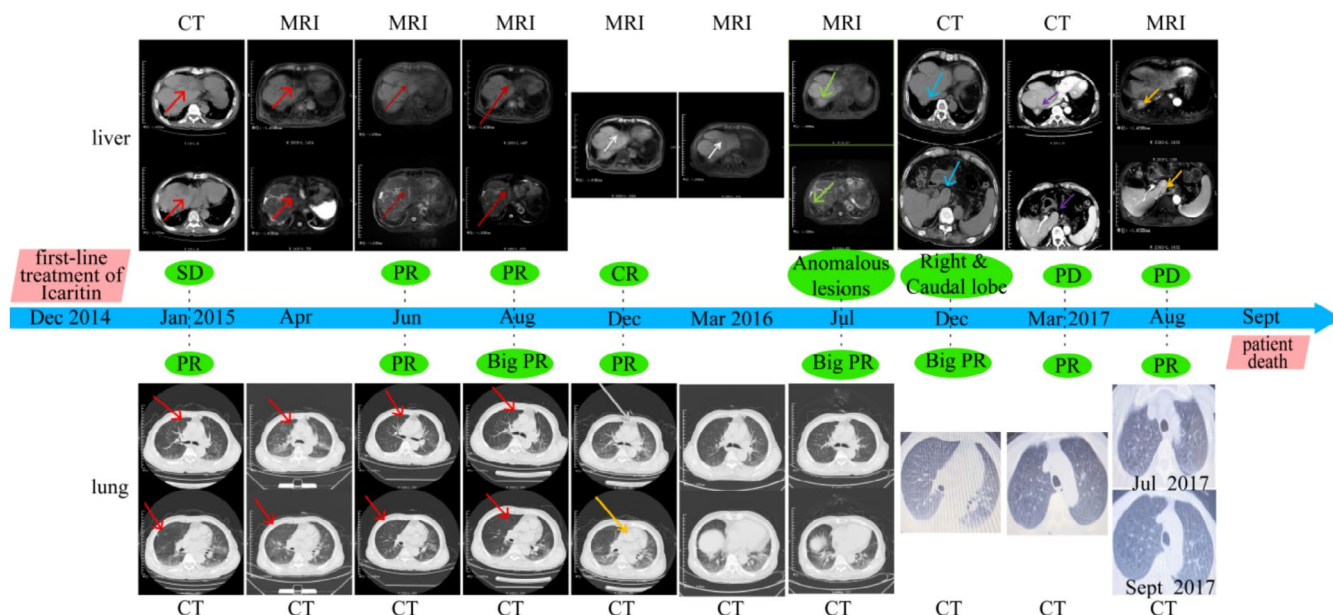 CT MRI MRI MRI MRI MRI MRI CT CT MRI
liver
first-line
treatment of
Icaritin
SD PR PR CR Anomalous
lesions Right &
Caudal lobe PD PD
Dec 2014 Jan 2015 Apr Jun Aug Dec Mar 2016 Jul Dec Mar 2017 Aug Sept
PR PR Big PR PR Big PR Big PR PR PR
patient
death
lung
Jul 2017
Sept 2017
CT CT CT CT CT CT CT CT CT CT